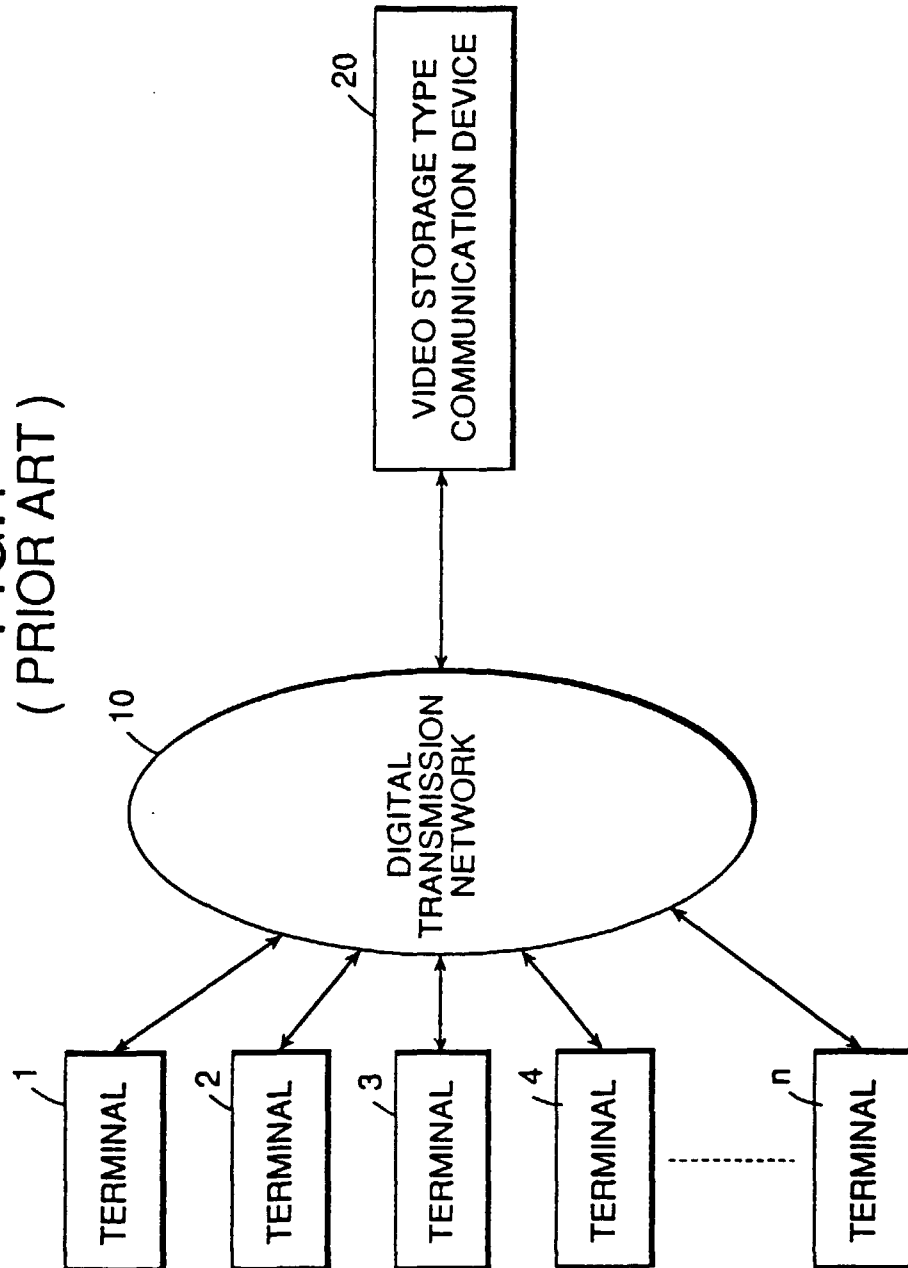 ( PRIOR ART )
10
20
DIGITAL
TRANSMISSION
NETWORK
VIDEO STORAGE TYPE
COMMUNICATION DEVICE
1
TERMINAL
2
TERMINAL
3
TERMINAL
4
TERMINAL
n
TERMINAL